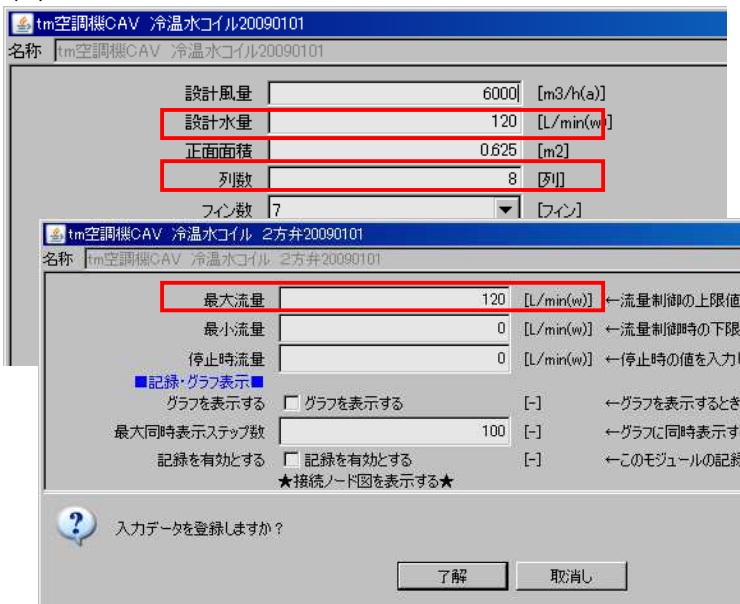 tm空調機CAV 冷温水コイル20090101
名称 tm空調機CAV 冷温水コイル20090101
設計風量 6000 [m3/h(a)]
設計水量 120 [L/min(w)]
正面面積 0.625 [m2]
列数 8 [列]
フィン数 7 [フィン]
tm空調機CAV 冷温水コイル 2方弁20090101
名称 tm空調機CAV 冷温水コイル 2方弁20090101
最大流量 120 [L/min(w)] ←流量制御の上限値
最小流量 0 [L/min(w)] ←流量制御時の下限
停止時流量 0 [L/min(w)] ←停止時の値を入力
■記録・グラフ表示■
グラフを表示する グラフを表示する [-] ←グラフを表示するとき
最大同時表示ステップ数 100 [-] ←グラフに同時表示す
記録を有効とする 記録を有効とする [-] ←このモジュールの記録
★接続ノード図を表示する★
入力データを登録しますか?
了解 取消し